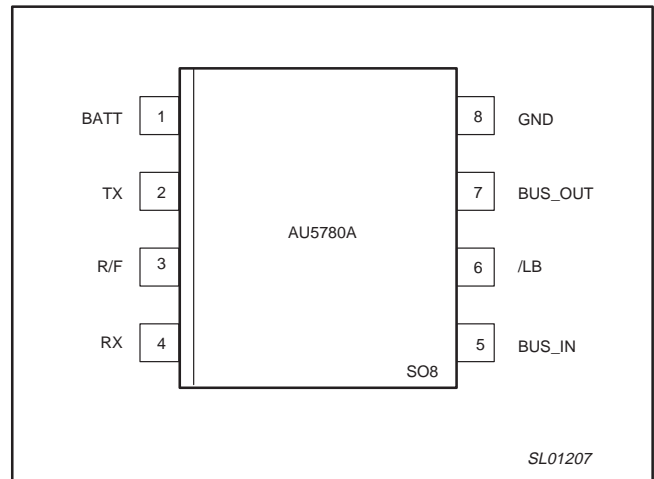 BATT 1 8 GND
TX 2 7 BUS_OUT
AU5780A
R/F 3 6 /LB
RX 4 5 BUS_IN
SO8
SL01207